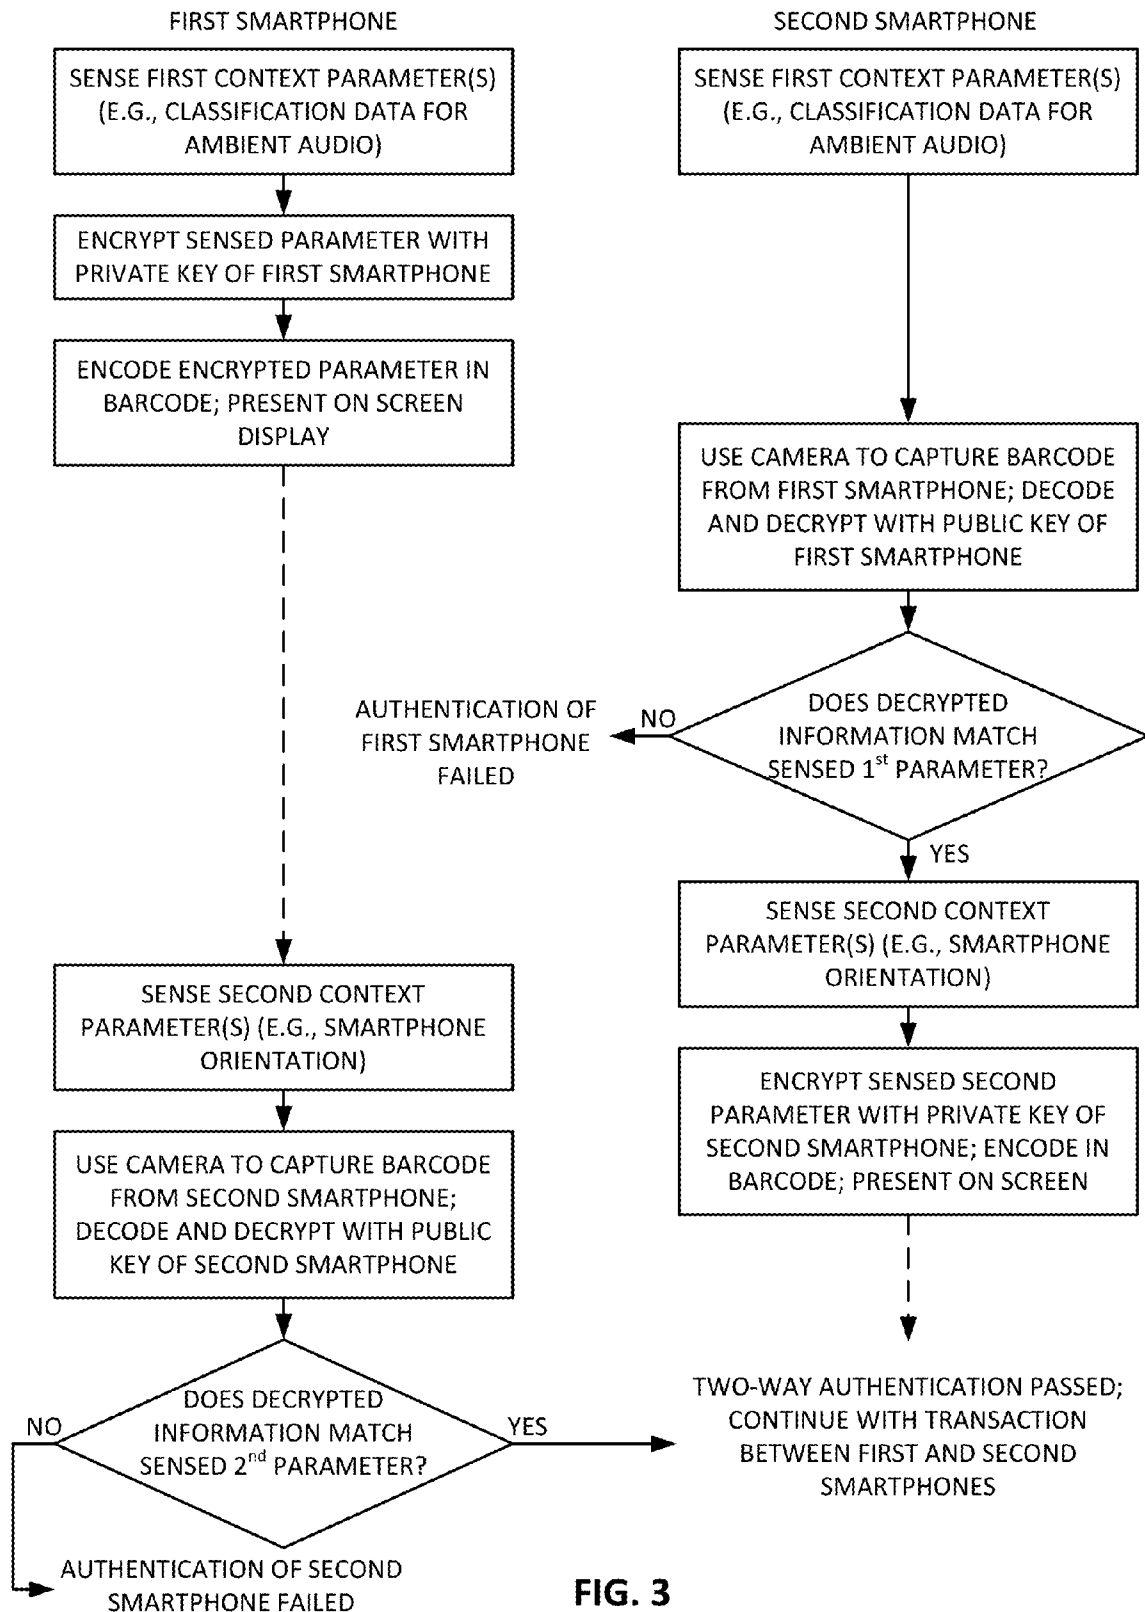 FIRST SMARTPHONE
SENSE FIRST CONTEXT PARAMETER(S)
(E.G., CLASSIFICATION DATA FOR
AMBIENT AUDIO)
ENCRYPT SENSED PARAMETER WITH
PRIVATE KEY OF FIRST SMARTPHONE
ENCODE ENCRYPTED PARAMETER IN
BARCODE; PRESENT ON SCREEN
DISPLAY
SECOND SMARTPHONE
SENSE FIRST CONTEXT PARAMETER(S)
(E.G., CLASSIFICATION DATA FOR
AMBIENT AUDIO)
USE CAMERA TO CAPTURE BARCODE
FROM FIRST SMARTPHONE; DECODE
AND DECRYPT WITH PUBLIC KEY OF
FIRST SMARTPHONE
DOES DECRYPTED
INFORMATION MATCH
SENSED 1st PARAMETER?
NO
AUTHENTICATION OF
FIRST SMARTPHONE
FAILED
YES
SENSE SECOND CONTEXT
PARAMETER(S) (E.G., SMARTPHONE
ORIENTATION)
ENCRYPT SENSED SECOND
PARAMETER WITH PRIVATE KEY OF
SECOND SMARTPHONE; ENCODE IN
BARCODE; PRESENT ON SCREEN
SENSE SECOND CONTEXT
PARAMETER(S) (E.G., SMARTPHONE
ORIENTATION)
USE CAMERA TO CAPTURE BARCODE
FROM SECOND SMARTPHONE;
DECODE AND DECRYPT WITH PUBLIC
KEY OF SECOND SMARTPHONE
DOES DECRYPTED
INFORMATION MATCH
SENSED 2nd PARAMETER?
NO
YES
TWO-WAY AUTHENTICATION PASSED;
CONTINUE WITH TRANSACTION
BETWEEN FIRST AND SECOND
SMARTPHONES
AUTHENTICATION OF SECOND
SMARTPHONE FAILED
FIG. 3